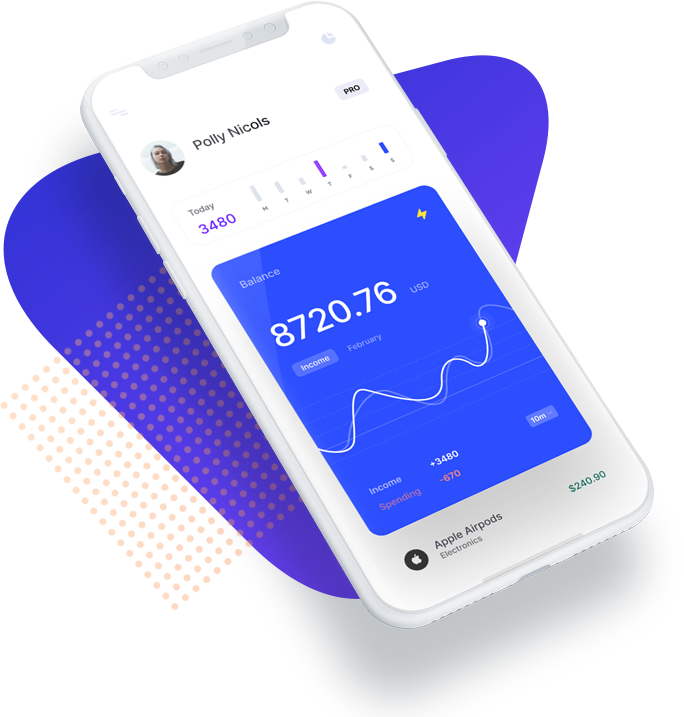 PRO
Polly Nicols
Today
3480
M T W T F S S
Balance
8720.76 USD
Income February
10m
Income +3480
Spending -670
Apple Airpods
Electronics
$240.90